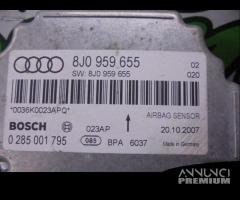 8J0 959 655 02
SW: 8J0 959 655 020
*0036K0023APQ*
AIRBAG SENSOR
BOSCH 023AP 20.10.2007
0 285 001 795 085 BPA 6037 Made in Germany
ANNUNCI
PREMIUM